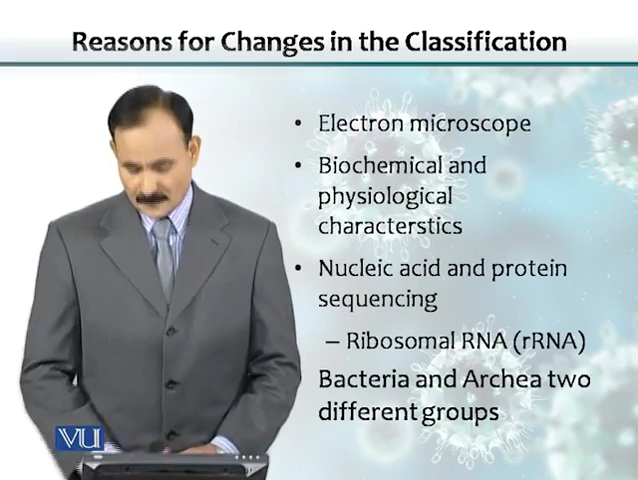 Reasons for Changes in the Classification
• Electron microscope
• Biochemical and
physiological
characterstics
• Nucleic acid and protein
sequencing
– Ribosomal RNA (rRNA)
Bacteria and Archea two
different groups
VU